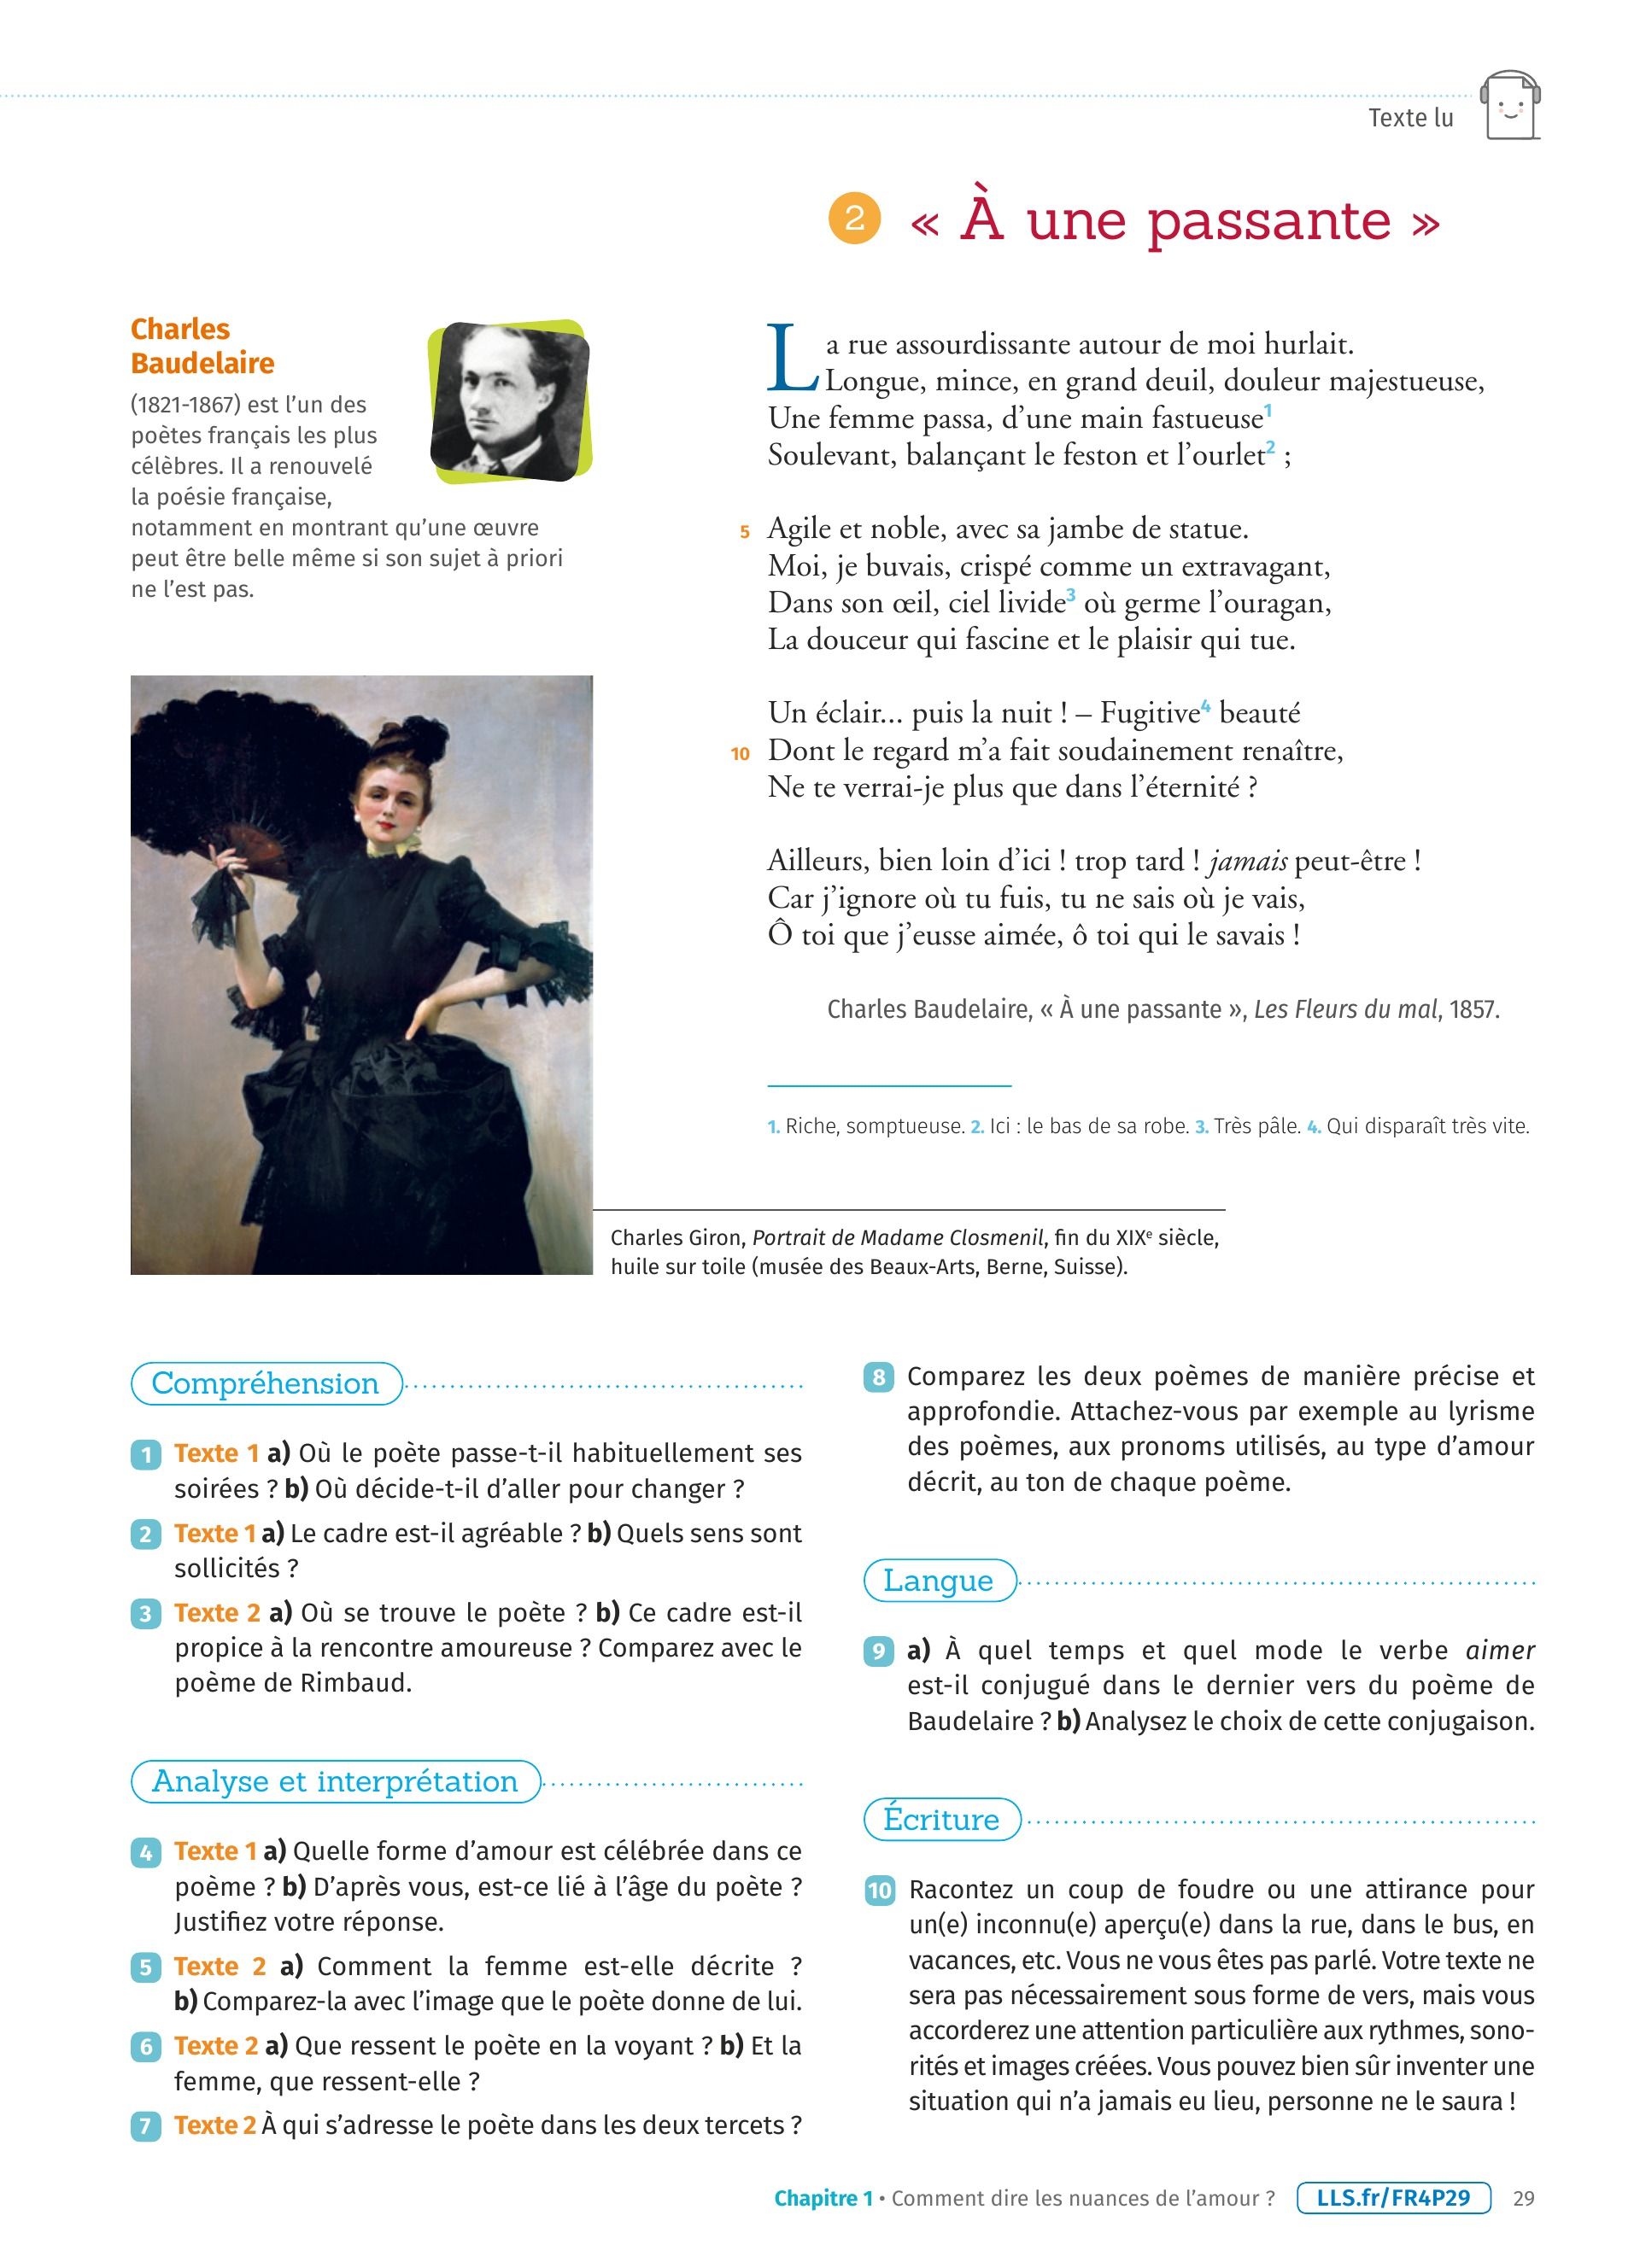 Texte lu
2 « À une passante »
Charles
Baudelaire
(1821-1867) est l’un des
poètes français les plus
célèbres. Il a renouvelé
la poésie française,
notamment en montrant qu’une œuvre
peut être belle même si son sujet à priori
ne l’est pas.
La rue assourdissante autour de moi hurlait.
Longue, mince, en grand deuil, douleur majestueuse,
Une femme passa, d’une main fastueuse1
Soulevant, balançant le feston et l’ourlet2 ;
5 Agile et noble, avec sa jambe de statue.
Moi, je buvais, crispé comme un extravagant,
Dans son œil, ciel livide3 où germe l’ouragan,
La douceur qui fascine et le plaisir qui tue.
Un éclair... puis la nuit ! – Fugitive4 beauté
10 Dont le regard m’a fait soudainement renaître,
Ne te verrai-je plus que dans l’éternité ?
Ailleurs, bien loin d’ici ! trop tard ! jamais peut-être !
Car j’ignore où tu fuis, tu ne sais où je vais,
Ô toi que j’eusse aimée, ô toi qui le savais !
Charles Baudelaire, « À une passante », Les Fleurs du mal, 1857.
1. Riche, somptueuse. 2. Ici : le bas de sa robe. 3. Très pâle. 4. Qui disparaît très vite.
Charles Giron, Portrait de Madame Closmenil, fin du XIXe siècle,
huile sur toile (musée des Beaux-Arts, Berne, Suisse).
Compréhension
1 Texte 1 a) Où le poète passe-t-il habituellement ses
soirées ? b) Où décide-t-il d’aller pour changer ?
2 Texte 1 a) Le cadre est-il agréable ? b) Quels sens sont
sollicités ?
3 Texte 2 a) Où se trouve le poète ? b) Ce cadre est-il
propice à la rencontre amoureuse ? Comparez avec le
poème de Rimbaud.
Analyse et interprétation
4 Texte 1 a) Quelle forme d’amour est célébrée dans ce
poème ? b) D’après vous, est-ce lié à l’âge du poète ?
Justifiez votre réponse.
5 Texte 2 a) Comment la femme est-elle décrite ?
b) Comparez-la avec l’image que le poète donne de lui.
6 Texte 2 a) Que ressent le poète en la voyant ? b) Et la
femme, que ressent-elle ?
7 Texte 2 À qui s’adresse le poète dans les deux tercets ?
8 Comparez les deux poèmes de manière précise et
approfondie. Attachez-vous par exemple au lyrisme
des poèmes, aux pronoms utilisés, au type d’amour
décrit, au ton de chaque poème.
Langue
9 a) À quel temps et quel mode le verbe aimer
est-il conjugué dans le dernier vers du poème de
Baudelaire ? b) Analysez le choix de cette conjugaison.
Écriture
10 Racontez un coup de foudre ou une attirance pour
un(e) inconnu(e) aperçu(e) dans la rue, dans le bus, en
vacances, etc. Vous ne vous êtes pas parlé. Votre texte ne
sera pas nécessairement sous forme de vers, mais vous
accorderez une attention particulière aux rythmes, sono-
rités et images créées. Vous pouvez bien sûr inventer une
situation qui n’a jamais eu lieu, personne ne le saura !
Chapitre 1 • Comment dire les nuances de l’amour ? LLS.fr/FR4P29 29